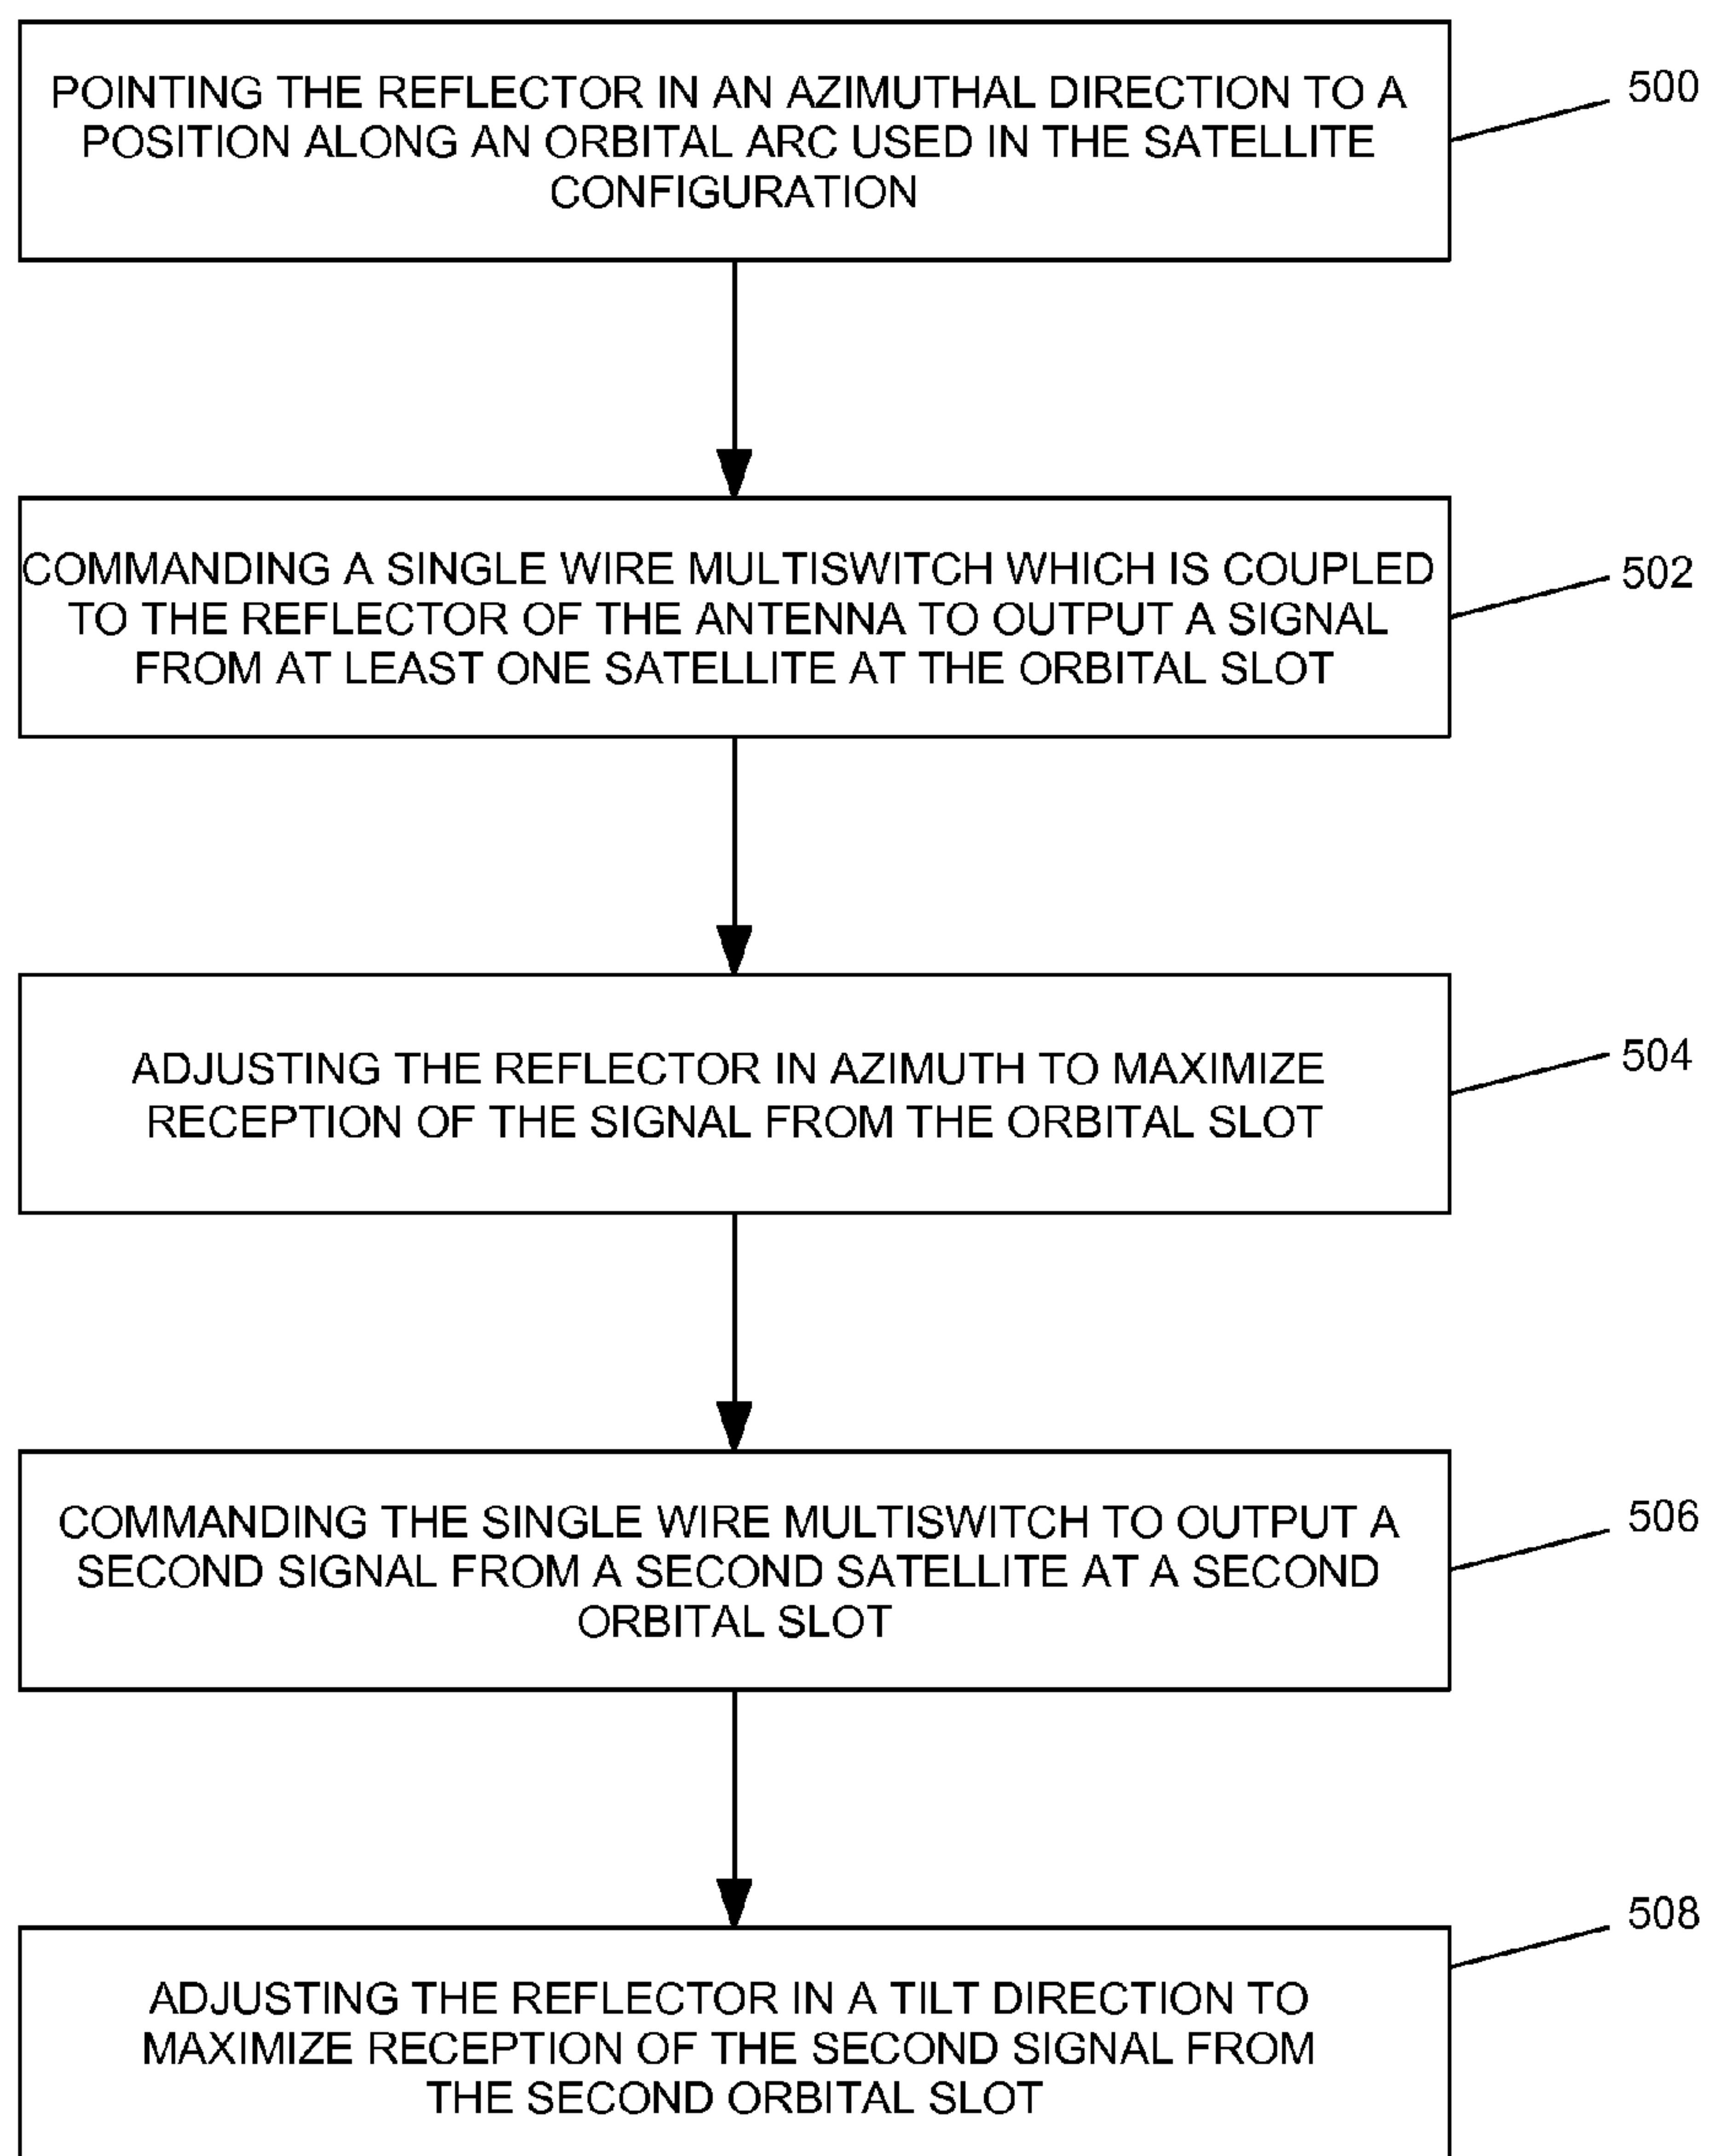 POINTING THE REFLECTOR IN AN AZIMUTHAL DIRECTION TO A
POSITION ALONG AN ORBITAL ARC USED IN THE SATELLITE
CONFIGURATION
500
COMMANDING A SINGLE WIRE MULTISWITCH WHICH IS COUPLED
TO THE REFLECTOR OF THE ANTENNA TO OUTPUT A SIGNAL
FROM AT LEAST ONE SATELLITE AT THE ORBITAL SLOT
502
ADJUSTING THE REFLECTOR IN AZIMUTH TO MAXIMIZE
RECEPTION OF THE SIGNAL FROM THE ORBITAL SLOT
504
COMMANDING THE SINGLE WIRE MULTISWITCH TO OUTPUT A
SECOND SIGNAL FROM A SECOND SATELLITE AT A SECOND
ORBITAL SLOT
506
ADJUSTING THE REFLECTOR IN A TILT DIRECTION TO
MAXIMIZE RECEPTION OF THE SECOND SIGNAL FROM
THE SECOND ORBITAL SLOT
508